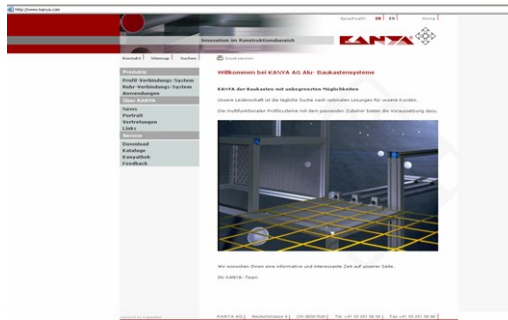 http://www.kanya.com
Sprachwahl: DE | EN | Home
Innovation im Konstruktionsbereich
KANYA
Kontakt | Sitemap | Suchen | Druckversion
Produkte
Profil-Verbindungs-System
Rohr-Verbindungs-System
Anwendungen
Über KANYA
News
Portrait
Vertretungen
Links
Service
Download
Kataloge
Kanyathek
Feedback
Willkommen bei KANYA AG Alu- Baukastensysteme
KANYA der Baukasten mit unbegrenzten Möglichkeiten
Unsere Leidenschaft ist die tägliche Suche nach optimalen Lösungen für unsere Kunden.
Die multifunktionalen Profilsysteme mit dem passenden Zubehör bieten die Voraussetzung dazu.
Wir wünschen Ihnen eine informative und interessante Zeit auf unserer Seite.
Ihr KANYA- Team
KANYA AG |